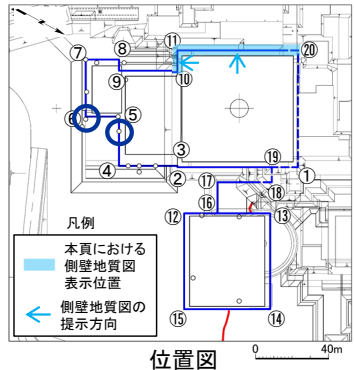 ⑪
⑦
⑧
⑳
⑨
⑩
⑥
⑤
④
③
②
⑲
①
⑰
⑱
⑯
⑫
⑬
凡例
本頁における
側壁地質図
表示位置
側壁地質図の
提示方向
⑮
⑭
位置図
0 40m